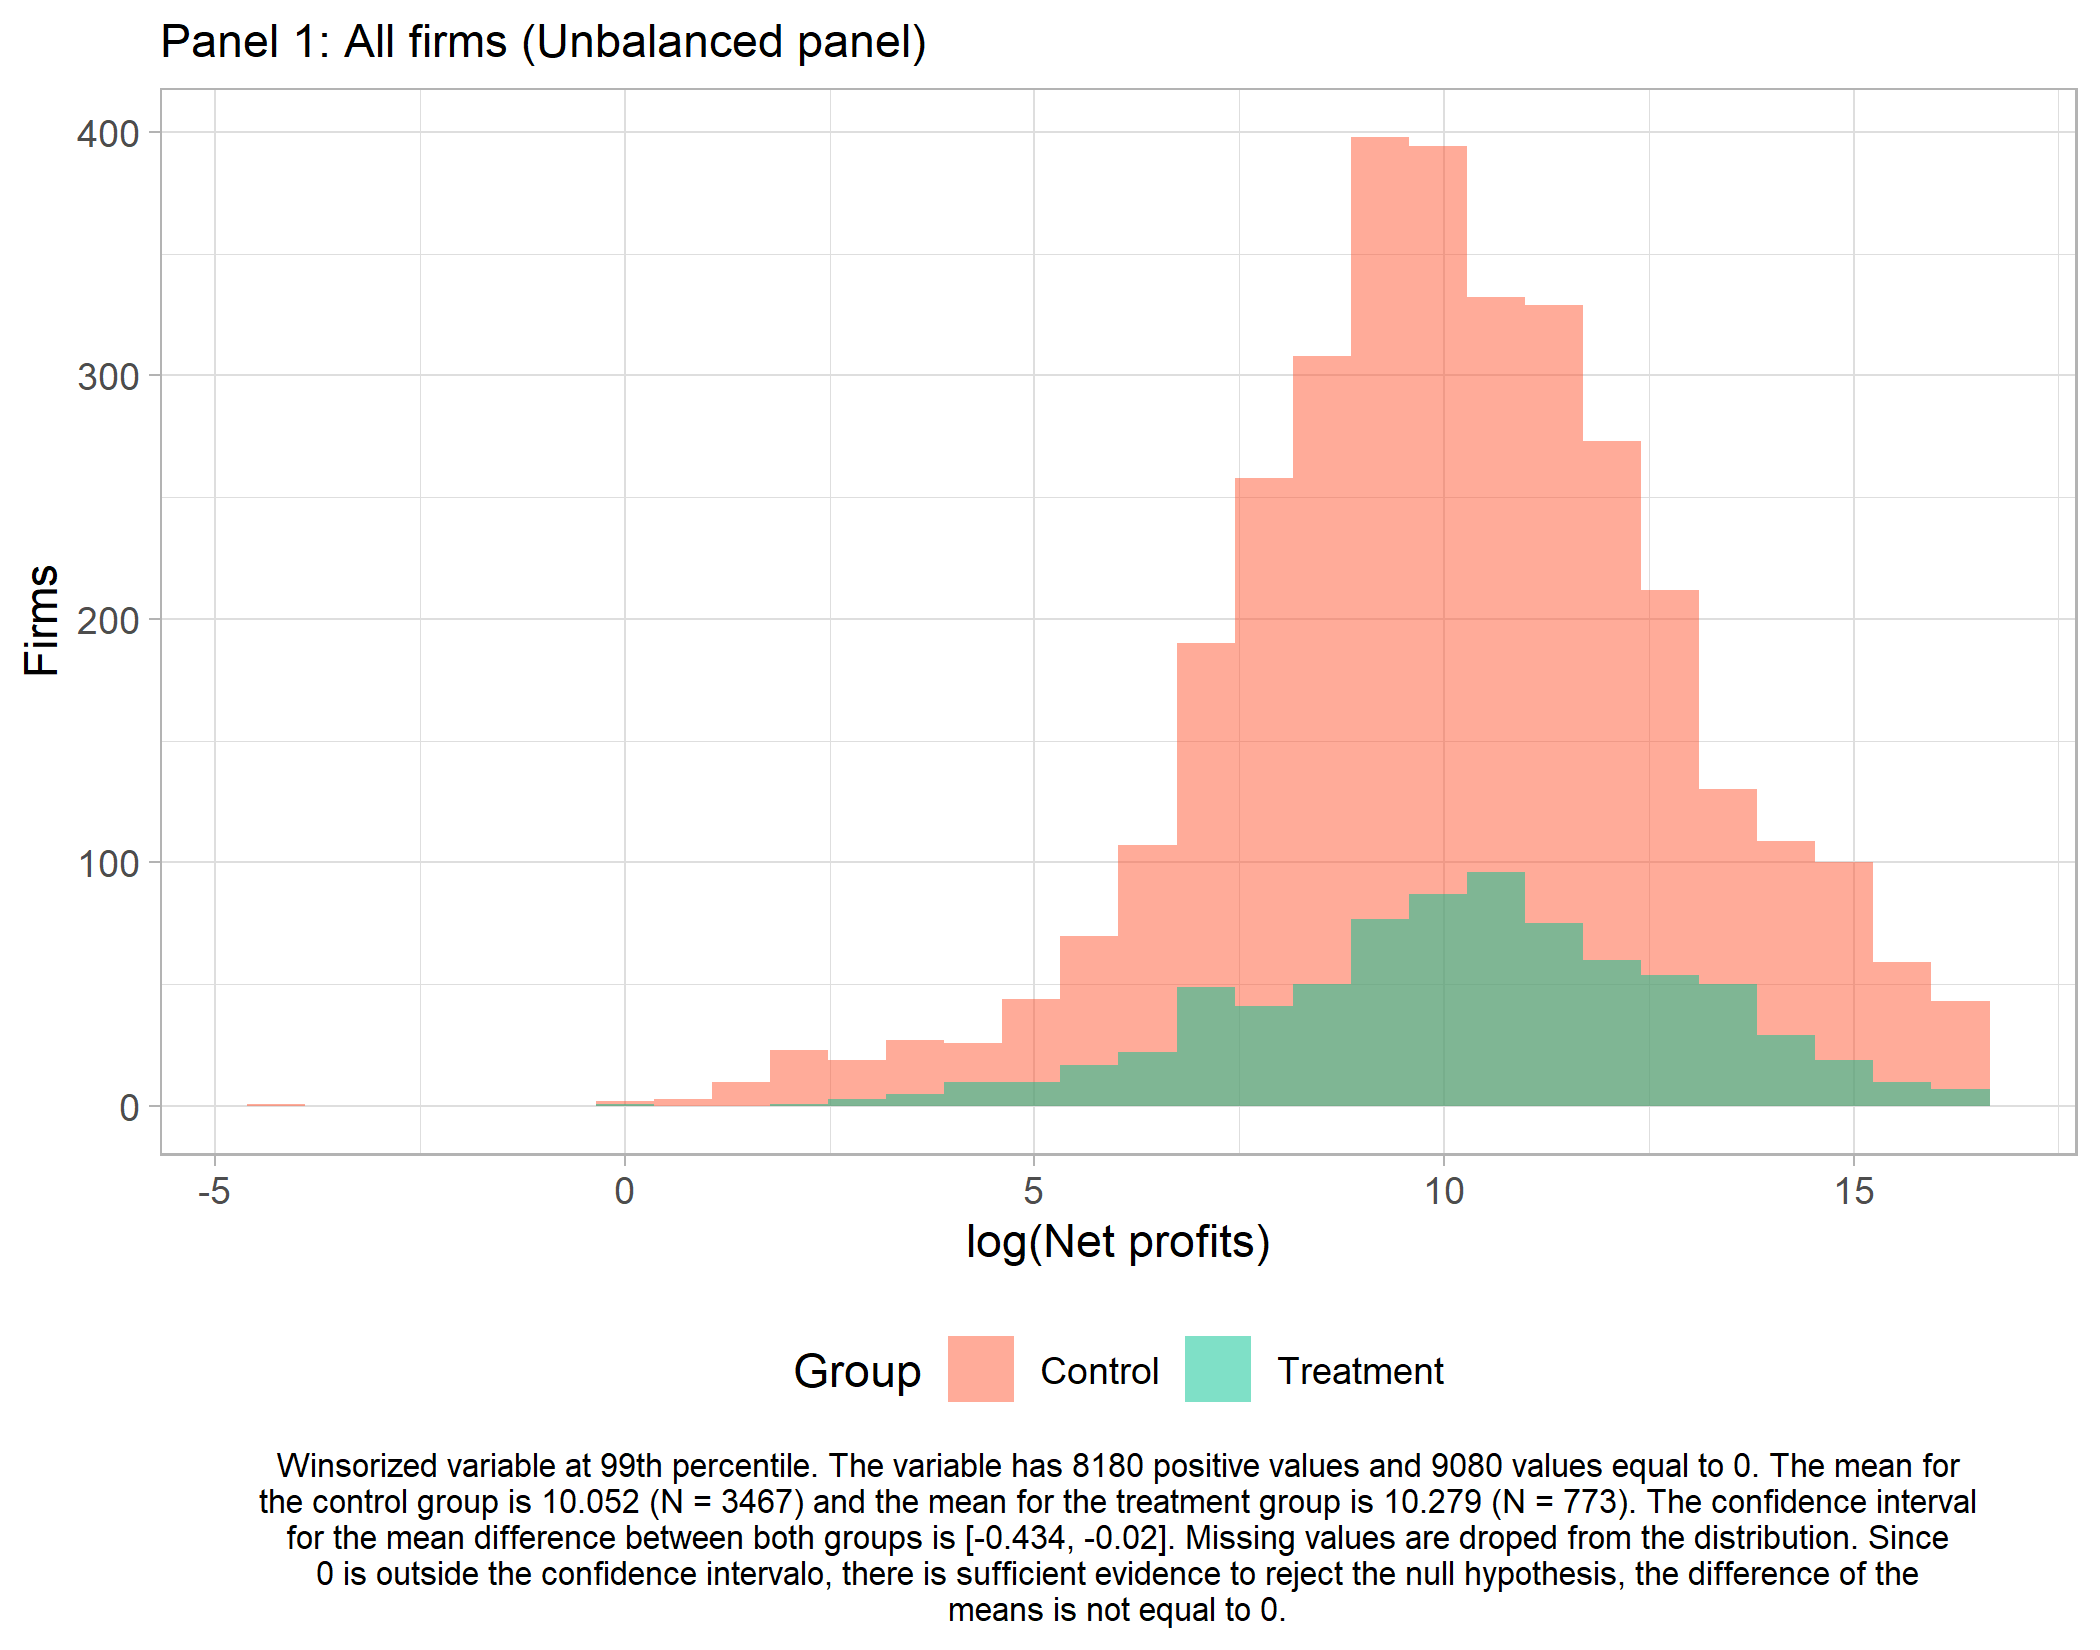 Panel 1: All firms (Unbalanced panel)
400
300
200
100
0
Firms
-5
0
5
10
15
log(Net profits)
Group
Control
Treatment
Winsorized variable at 99th percentile. The variable has 8180 positive values and 9080 values equal to 0. The mean for
the control group is 10.052 (N = 3467) and the mean for the treatment group is 10.279 (N = 773). The confidence interval
for the mean difference between both groups is [-0.434, -0.02]. Missing values are droped from the distribution. Since
0 is outside the confidence intervalo, there is sufficient evidence to reject the null hypothesis, the difference of the
means is not equal to 0.